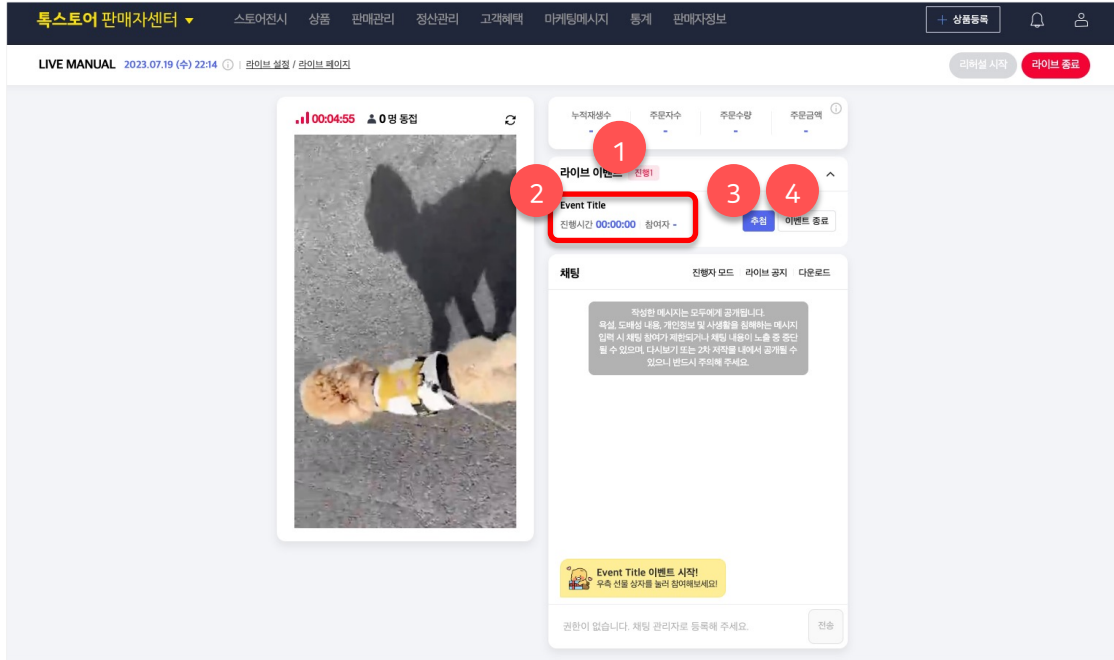 톡스토어 판매자센터 ▼ 스토어전시 상품 판매관리 정산관리 고객혜택 마케팅메시지 통계 판매자정보 + 상품등록
LIVE MANUAL 2023.07.19 (수) 22:14 라이브 설정 / 라이브 페이지 리허설 시작 라이브 종료
00:04:55 0 명 동접
누적재생수 주문자수 주문수량 주문금액
- - - -
1
라이브 이벤트 진행1
2 3 4
Event Title
진행시간 00:00:00 참여자 -
추첨 이벤트 종료
채팅 진행자 모드 라이브 공지 다운로드
작성한 메시지는 모두에게 공개됩니다.
욕설, 도배성 내용, 개인정보 및 사생활을 침해하는 메시지
입력 시 채팅 참여가 제한되거나 채팅 내용이 노출 중 중단
될 수 있으며, 다시보기 또는 2차 저작물 내에서 공개될 수
있으니 반드시 주의해 주세요.
Event Title 이벤트 시작!
우측 선물 상자를 눌러 참여해보세요!
권한이 없습니다. 채팅 관리자로 등록해 주세요. 전송